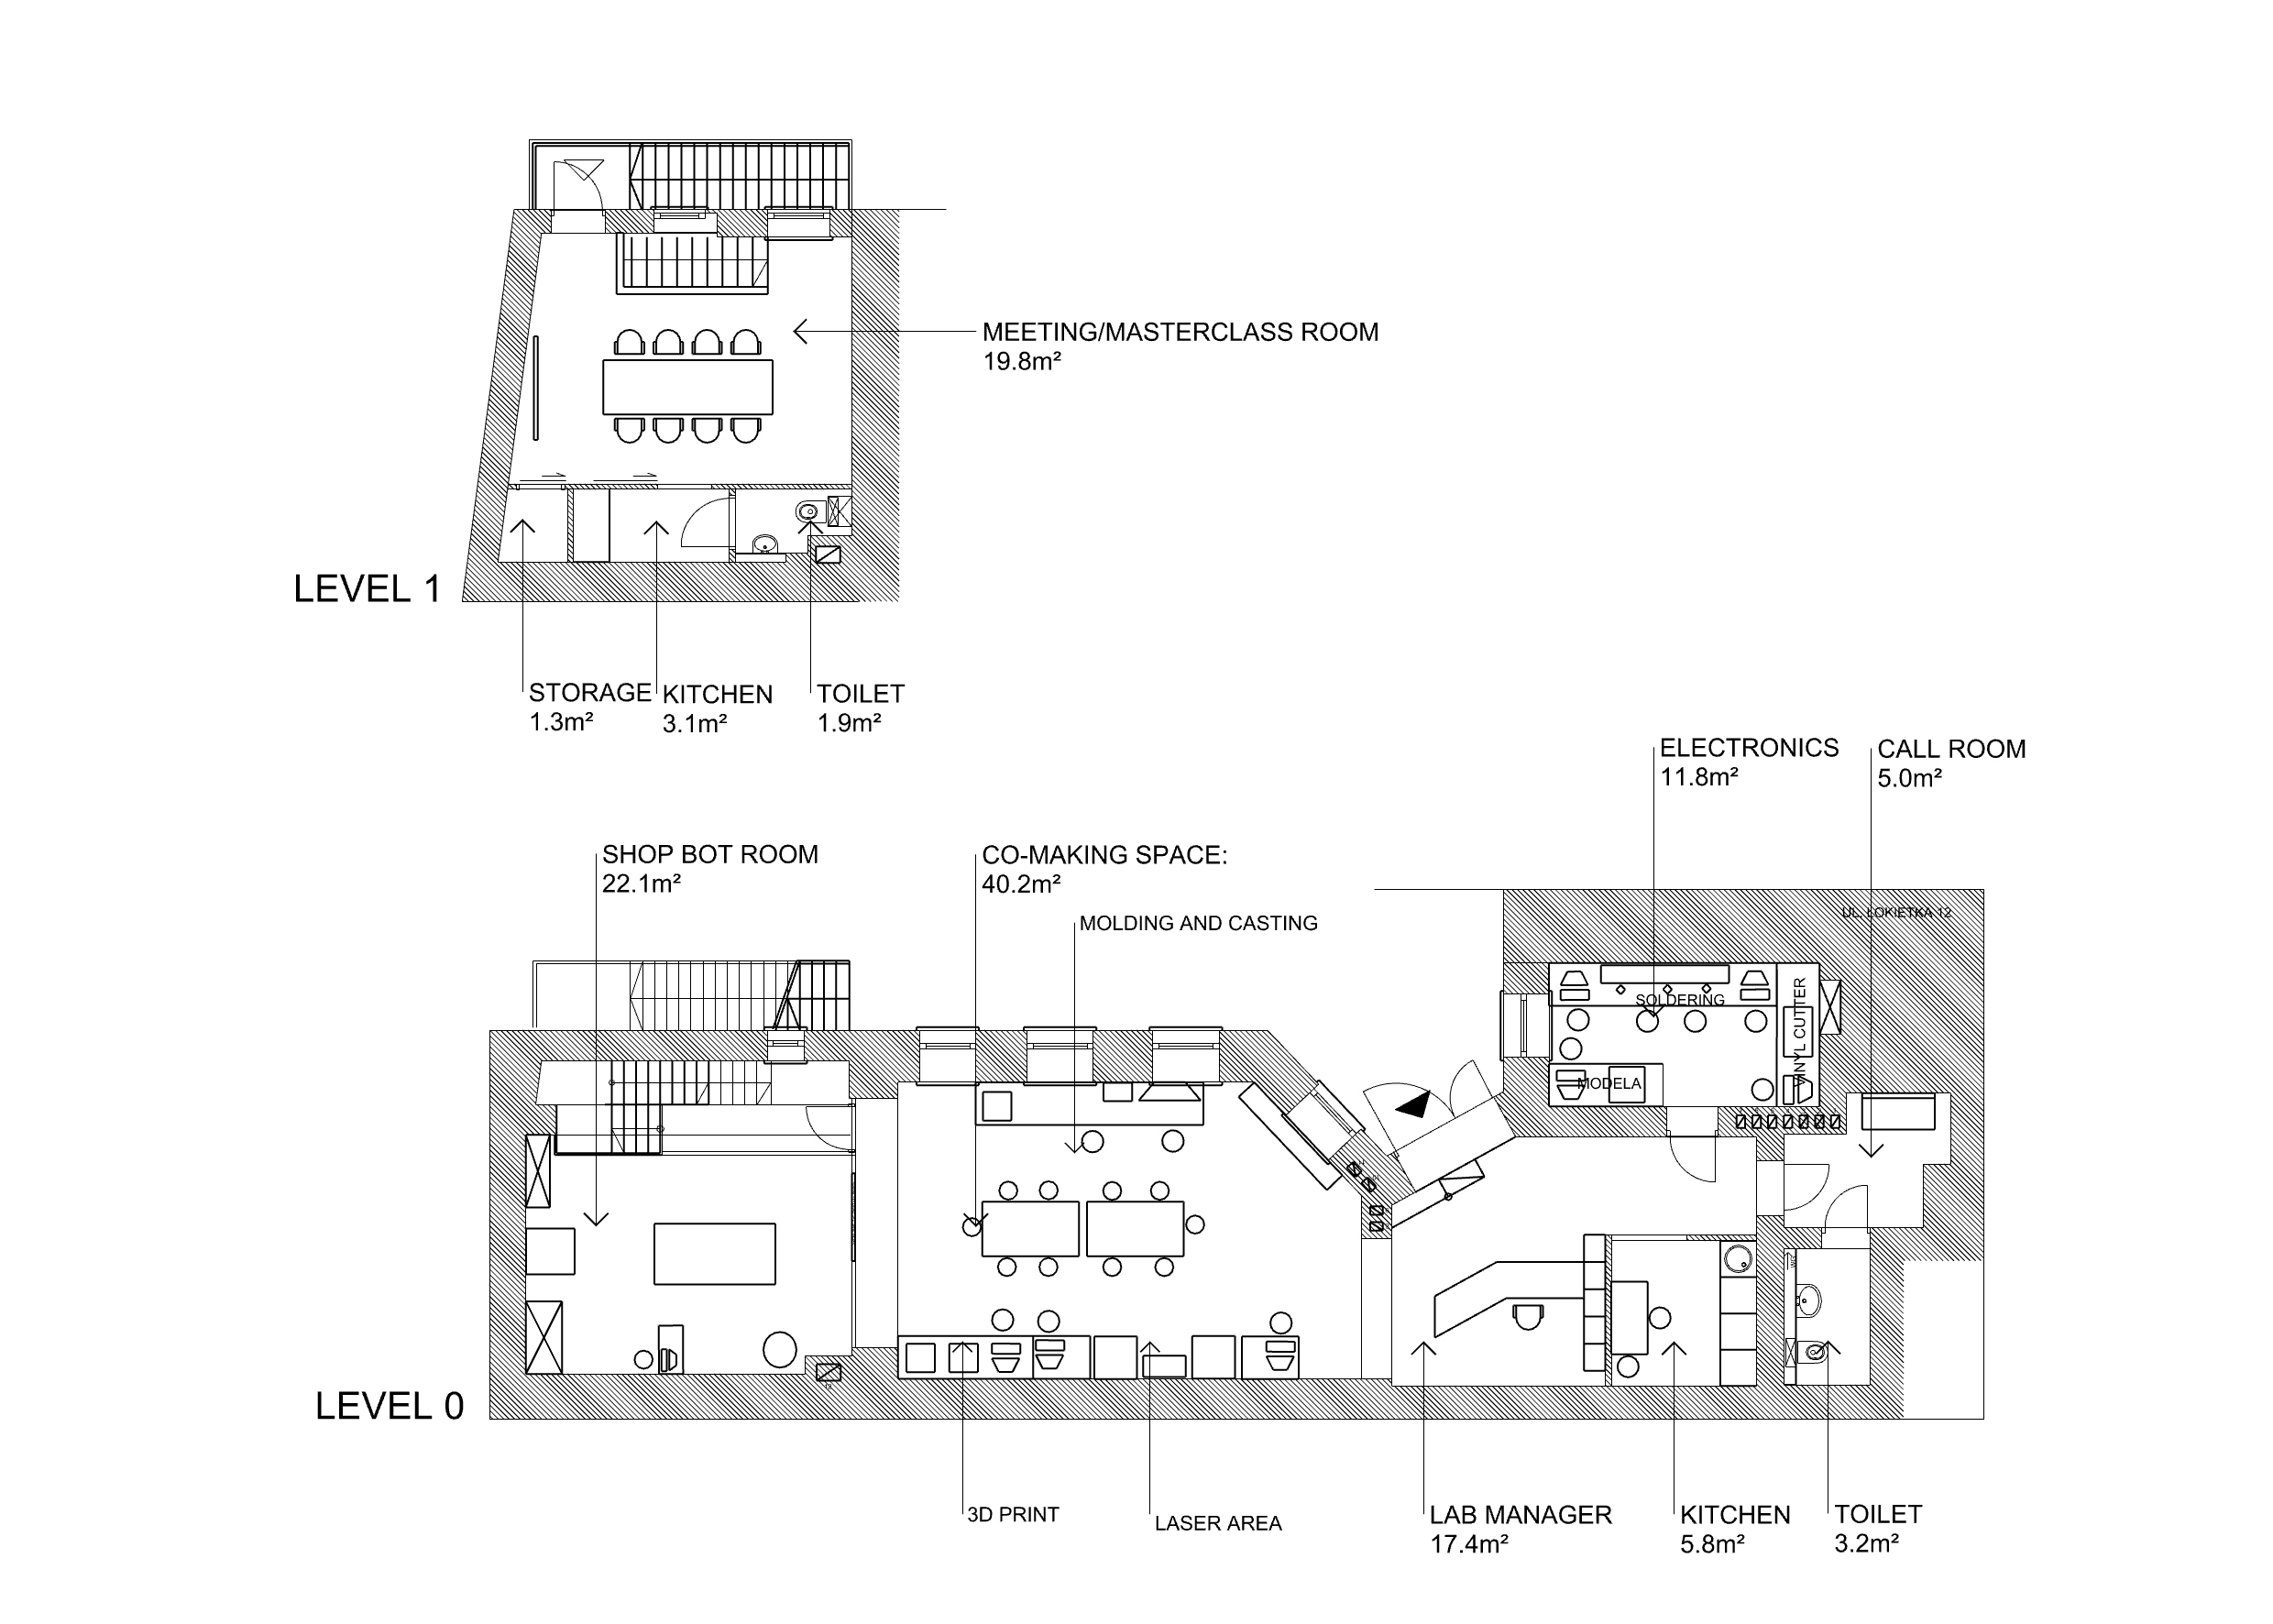 MEETING/MASTERCLASS ROOM
19.8m²
LEVEL 1
STORAGE
1.3m²
KITCHEN
3.1m²
TOILET
1.9m²
ELECTRONICS
11.8m²
CALL ROOM
5.0m²
SHOP BOT ROOM
22.1m²
CO-MAKING SPACE:
40.2m²
MOLDING AND CASTING
UL. ŁOKIETKA 12
SOLDERING
VINYL CUTTER
MODELA
LEVEL 0
3D PRINT
LASER AREA
LAB MANAGER
17.4m²
KITCHEN
5.8m²
TOILET
3.2m²